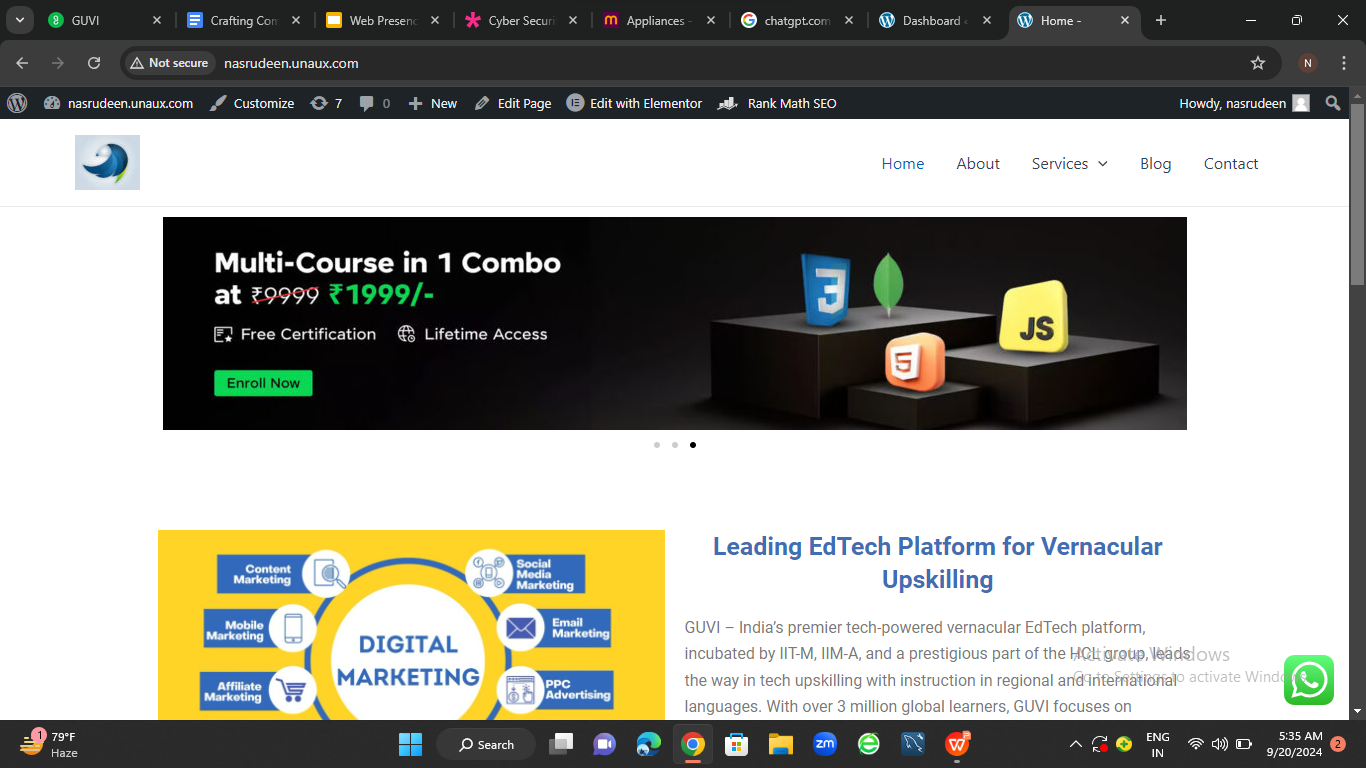 GUVI
Crafting Com
Web Presenc
Cyber Securi
Appliances -
chatgpt.com
Dashboard
Home -
Not secure
nasrudeen.unaux.com
N
nasrudeen.unaux.com
Customize
7
0
New
Edit Page
Edit with Elementor
Rank Math SEO
Howdy, nasrudeen
Home
About
Services
Blog
Contact
Multi-Course in 1 Combo
at ₹9999 ₹1999/-
Free Certification
Lifetime Access
Enroll Now
3
5
JS
Content
Marketing
Social
Media
Marketing
Mobile
Marketing
Email
Marketing
Affiliate
Marketing
PPC
Advertising
DIGITAL
MARKETING
Leading EdTech Platform for Vernacular
Upskilling
GUVI – India’s premier tech-powered vernacular EdTech platform,
incubated by IIT-M, IIM-A, and a prestigious part of the HCL group, leads
the way in tech upskilling with instruction in regional and international
languages. With over 3 million global learners, GUVI focuses on
Activate Windows
Go to Settings to activate Windows.
1
79°F
Haze
Search
zm
W
ENG
IN
5:35 AM
9/20/2024
2